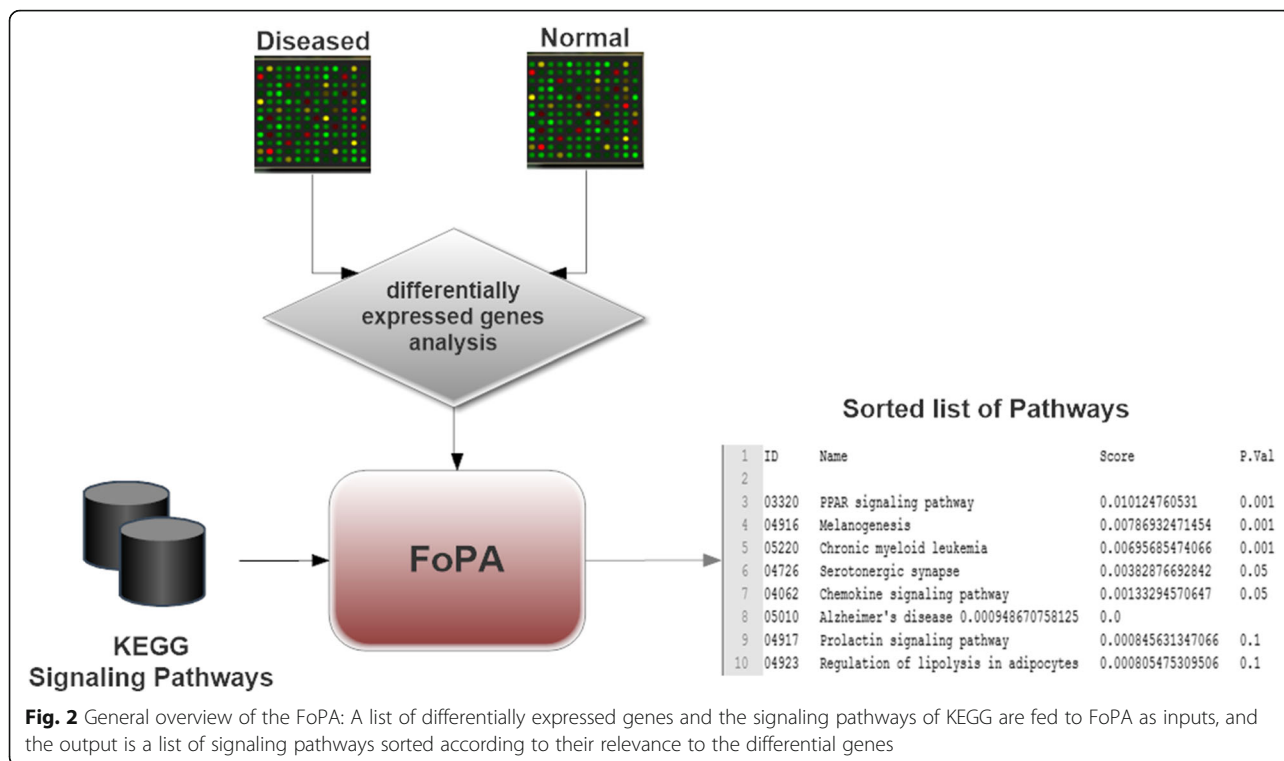 Diseased
Normal
differentially
expressed genes
analysis
KEGG
Signaling Pathways
FoPA
Sorted list of Pathways
1 ID Name Score P.Val
2
3 03320 PPAR signaling pathway 0.010124760531 0.001
4 04916 Melanogenesis 0.00786932471454 0.001
5 05220 Chronic myeloid leukemia 0.00695685474066 0.001
6 04726 Serotonergic synapse 0.00382876692842 0.05
7 04062 Chemokine signaling pathway 0.00133294570647 0.05
8 05010 Alzheimer's disease 0.000948670758125 0.0
9 04917 Prolactin signaling pathway 0.000845631347066 0.1
10 04923 Regulation of lipolysis in adipocytes 0.000805475309506 0.1
Fig. 2 General overview of the FoPA: A list of differentially expressed genes and the signaling pathways of KEGG are fed to FoPA as inputs, and
the output is a list of signaling pathways sorted according to their relevance to the differential genes